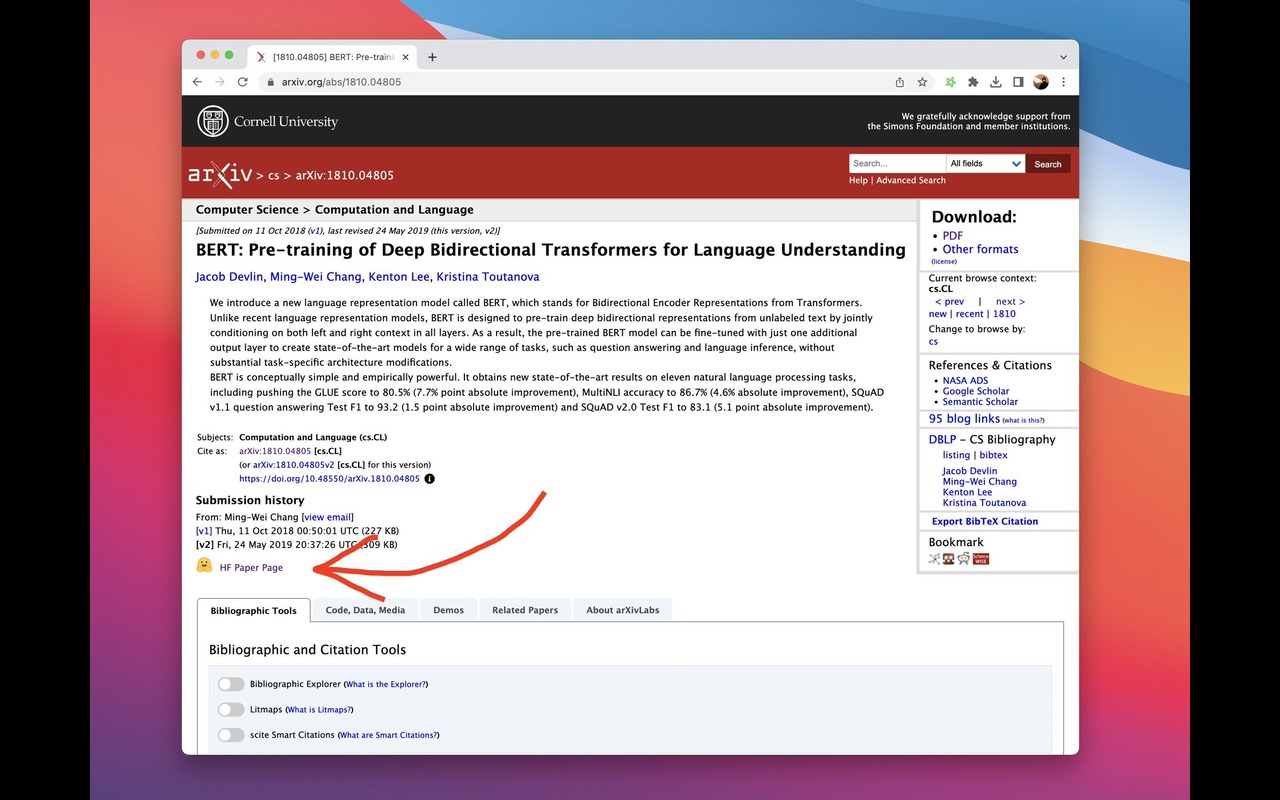 [1810.04805] BERT: Pre-traini
arxiv.org/abs/1810.04805
Cornell University
We gratefully acknowledge support from
the Simons Foundation and member institutions.
arXiv > cs > arXiv:1810.04805
Search...
All fields
Search
Help | Advanced Search
Computer Science > Computation and Language
[Submitted on 11 Oct 2018 (v1), last revised 24 May 2019 (this version, v2)]
BERT: Pre-training of Deep Bidirectional Transformers for Language Understanding
Jacob Devlin, Ming-Wei Chang, Kenton Lee, Kristina Toutanova
We introduce a new language representation model called BERT, which stands for Bidirectional Encoder Representations from Transformers.
Unlike recent language representation models, BERT is designed to pre-train deep bidirectional representations from unlabeled text by jointly
conditioning on both left and right context in all layers. As a result, the pre-trained BERT model can be fine-tuned with just one additional
output layer to create state-of-the-art models for a wide range of tasks, such as question answering and language inference, without
substantial task-specific architecture modifications.
BERT is conceptually simple and empirically powerful. It obtains new state-of-the-art results on eleven natural language processing tasks,
including pushing the GLUE score to 80.5% (7.7% point absolute improvement), MultiNLI accuracy to 86.7% (4.6% absolute improvement), SQuAD
v1.1 question answering Test F1 to 93.2 (1.5 point absolute improvement) and SQuAD v2.0 Test F1 to 83.1 (5.1 point absolute improvement).
Subjects: Computation and Language (cs.CL)
Cite as: arXiv:1810.04805 [cs.CL]
(or arXiv:1810.04805v2 [cs.CL] for this version)
https://doi.org/10.48550/arXiv.1810.04805
Submission history
From: Ming-Wei Chang [view email]
[v1] Thu, 11 Oct 2018 00:50:01 UTC (227 KB)
[v2] Fri, 24 May 2019 20:37:26 UTC (309 KB)
HF Paper Page
Bibliographic Tools
Code, Data, Media
Demos
Related Papers
About arXivLabs
Bibliographic and Citation Tools
Bibliographic Explorer (What is the Explorer?)
Litmaps (What is Litmaps?)
scite Smart Citations (What are Smart Citations?)
Download:
• PDF
• Other formats
(license)
Current browse context:
cs.CL
< prev | next >
new | recent | 1810
Change to browse by:
cs
References & Citations
• NASA ADS
• Google Scholar
• Semantic Scholar
95 blog links (what is this?)
DBLP – CS Bibliography
listing | bibtex
Jacob Devlin
Ming-Wei Chang
Kenton Lee
Kristina Toutanova
Export BibTeX Citation
Bookmark
Science
WISE